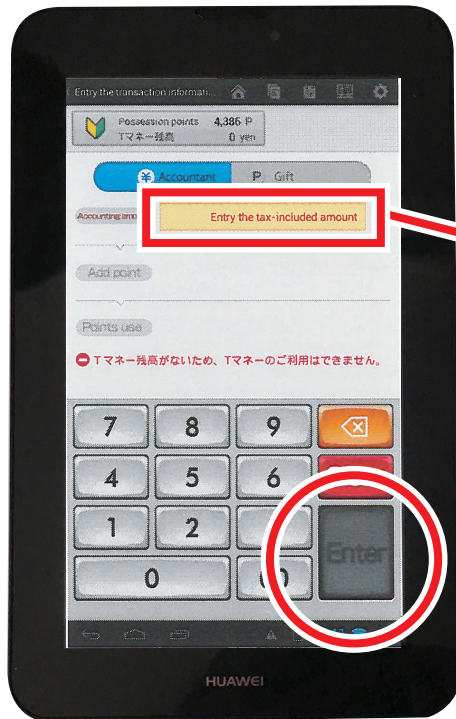 Entry the transaction informati...
Possession points 4,386 P
Tマネー残高 0 yen
¥ Accountant P Gift
Accounting amo
Entry the tax-included amount
Add point
Points use
Tマネー残高がないため、Tマネーのご利用はできません。
7 8 9
4 5 6
1 2
Enter
0
HUAWEI